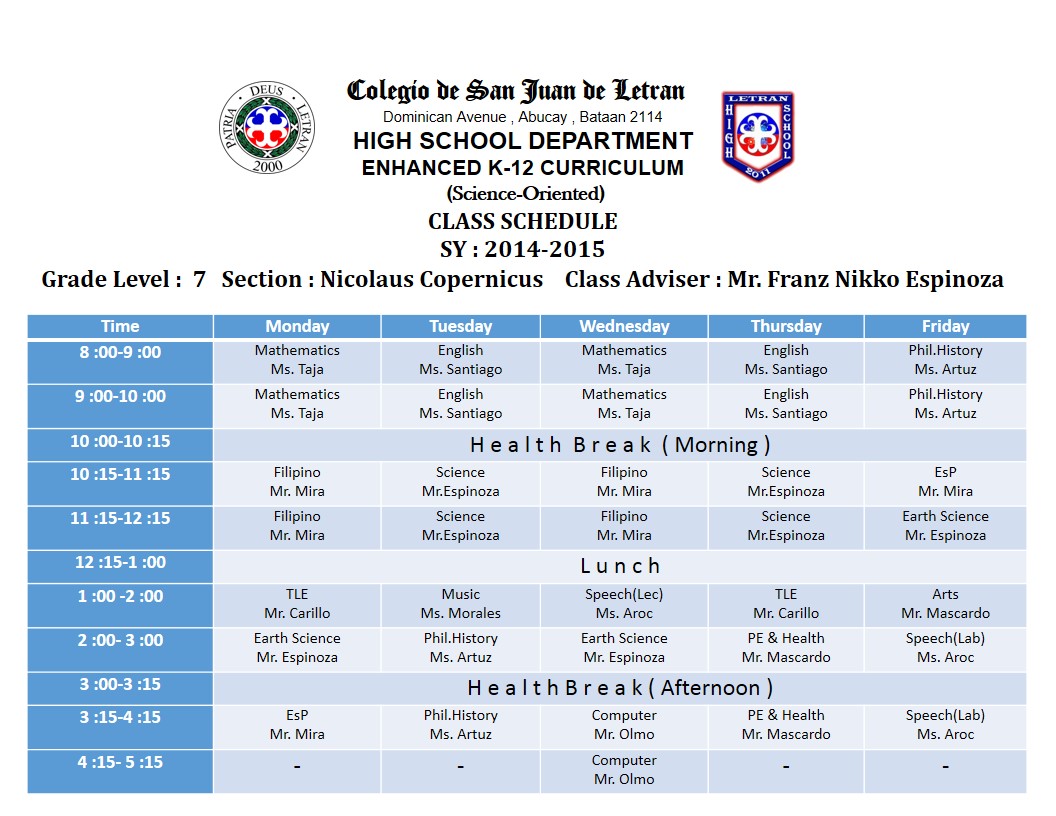 Colegio de San Juan de Letran
Dominican Avenue , Abucay , Bataan 2114
HIGH SCHOOL DEPARTMENT
ENHANCED K-12 CURRICULUM
(Science-Oriented)
CLASS SCHEDULE
SY : 2014-2015
PATRIA · DEUS · LETRAN
2000
LETRAN
HIGH SCHOOL
2011
Grade Level : 7 Section : Nicolaus Copernicus Class Adviser : Mr. Franz Nikko Espinoza
Time Monday Tuesday Wednesday Thursday Friday
8 :00-9 :00 Mathematics English Mathematics English Phil.History
Ms. Taja Ms. Santiago Ms. Taja Ms. Santiago Ms. Artuz
9 :00-10 :00 Mathematics English Mathematics English Phil.History
Ms. Taja Ms. Santiago Ms. Taja Ms. Santiago Ms. Artuz
10 :00-10 :15 Health Break ( Morning )
10 :15-11 :15 Filipino Science Filipino Science EsP
Mr. Mira Mr.Espinoza Mr. Mira Mr.Espinoza Mr. Mira
11 :15-12 :15 Filipino Science Filipino Science Earth Science
Mr. Mira Mr.Espinoza Mr. Mira Mr.Espinoza Mr. Espinoza
12 :15-1 :00 Lunch
1 :00 -2 :00 TLE Music Speech(Lec) TLE Arts
Mr. Carillo Ms. Morales Ms. Aroc Mr. Carillo Mr. Mascardo
2 :00- 3 :00 Earth Science Phil.History Earth Science PE & Health Speech(Lab)
Mr. Espinoza Ms. Artuz Mr. Espinoza Mr. Mascardo Ms. Aroc
3 :00-3 :15 Health Break ( Afternoon )
3 :15-4 :15 EsP Phil.History Computer PE & Health Speech(Lab)
Mr. Mira Ms. Artuz Mr. Olmo Mr. Mascardo Ms. Aroc
4 :15- 5 :15 - - Computer - -
Mr. Olmo